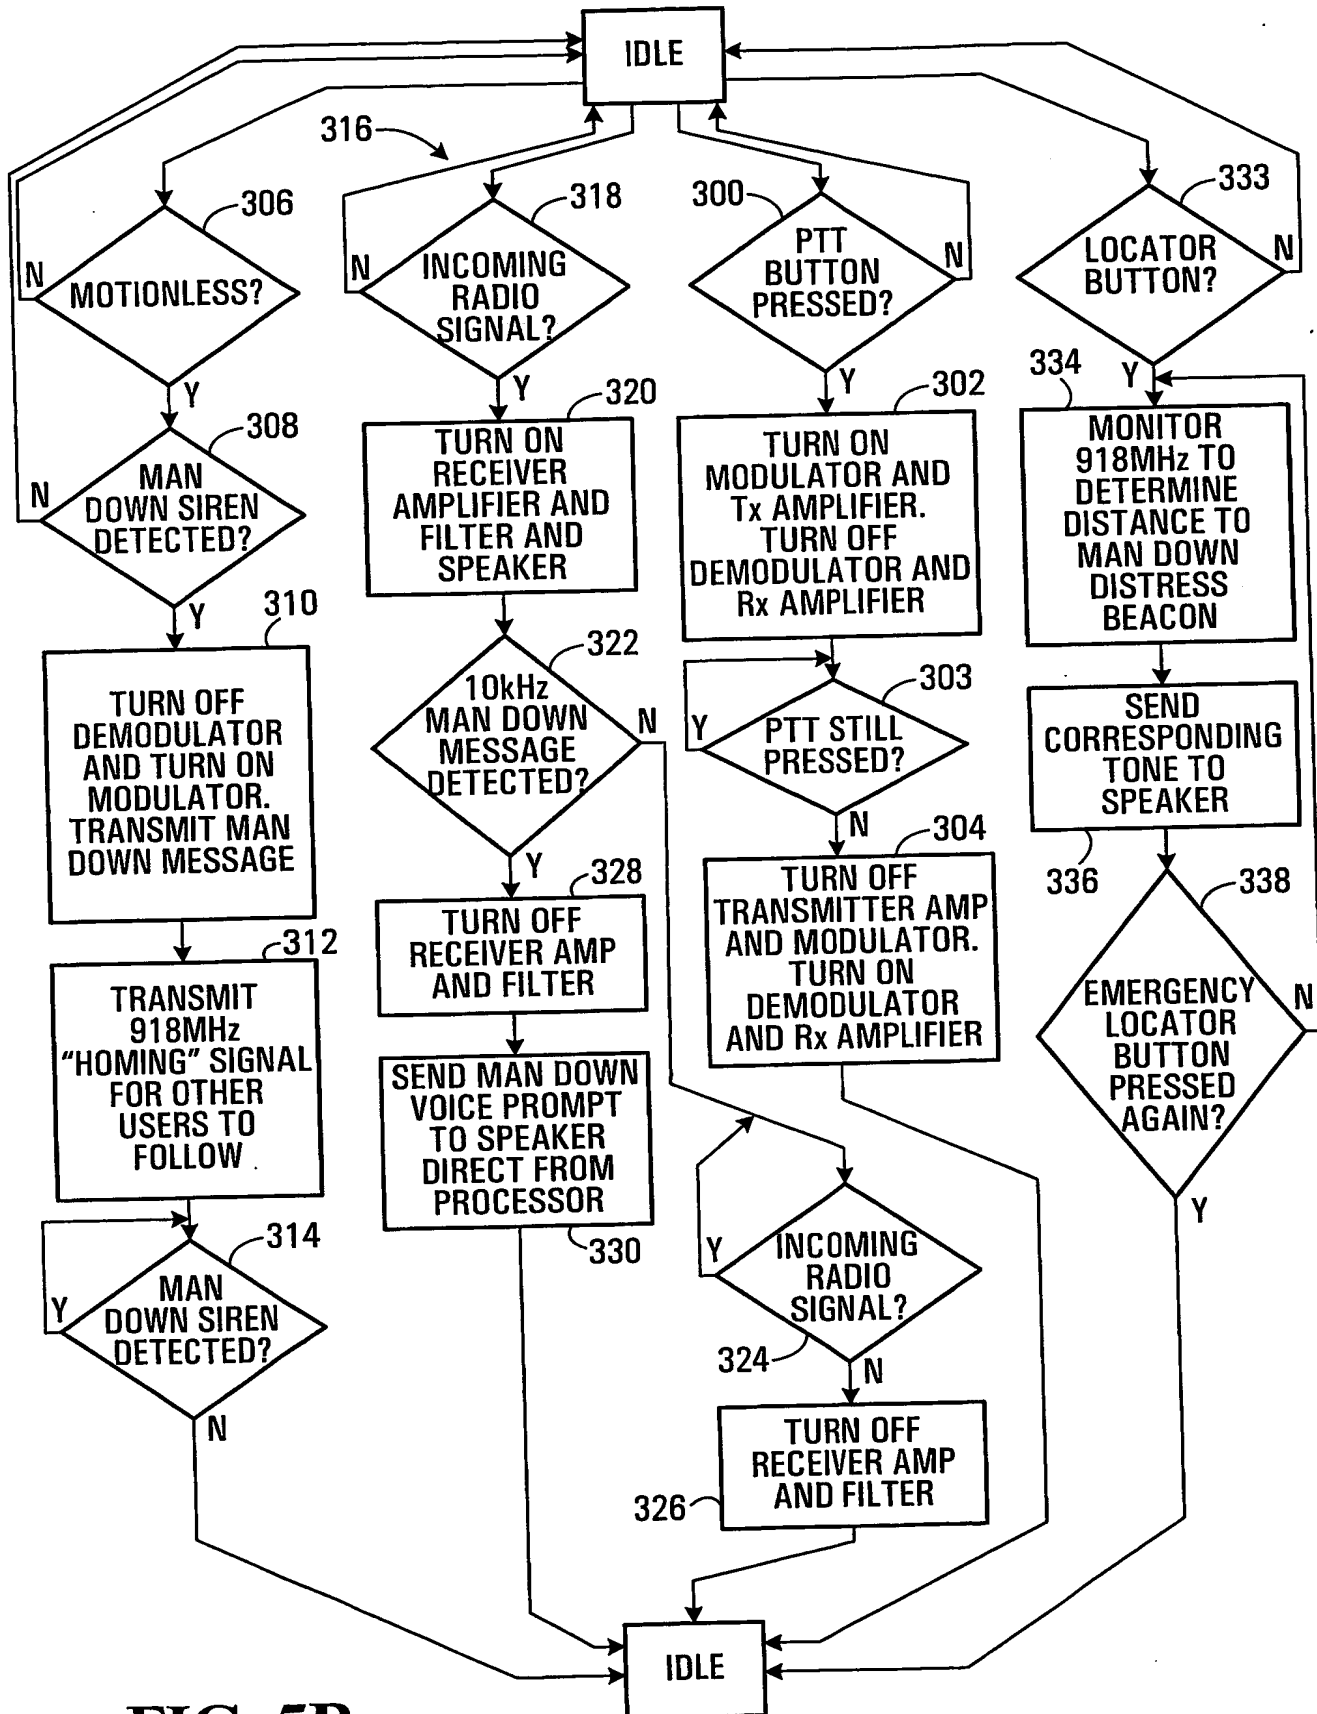 IDLE
316
306
MOTIONLESS?
N
Y
308
MAN
DOWN SIREN
DETECTED?
N
Y
310
TURN OFF
DEMODULATOR
AND TURN ON
MODULATOR.
TRANSMIT MAN
DOWN MESSAGE
312
TRANSMIT
918MHz
“HOMING” SIGNAL
FOR OTHER
USERS TO
FOLLOW
314
MAN
DOWN SIREN
DETECTED?
Y
N
318
INCOMING
RADIO
SIGNAL?
N
Y
320
TURN ON
RECEIVER
AMPLIFIER AND
FILTER AND
SPEAKER
322
10kHz
MAN DOWN
MESSAGE
DETECTED?
N
Y
328
TURN OFF
RECEIVER AMP
AND FILTER
SEND MAN DOWN
VOICE PROMPT
TO SPEAKER
DIRECT FROM
PROCESSOR
330
300
PTT
BUTTON
PRESSED?
N
Y
302
TURN ON
MODULATOR AND
Tx AMPLIFIER.
TURN OFF
DEMODULATOR AND
Rx AMPLIFIER
303
PTT STILL
PRESSED?
Y
N
304
TURN OFF
TRANSMITTER AMP
AND MODULATOR.
TURN ON
DEMODULATOR
AND Rx AMPLIFIER
INCOMING
RADIO
SIGNAL?
Y
324
N
TURN OFF
RECEIVER AMP
AND FILTER
326
333
LOCATOR
BUTTON?
N
Y
334
MONITOR
918MHz TO
DETERMINE
DISTANCE TO
MAN DOWN
DISTRESS
BEACON
SEND
CORRESPONDING
TONE TO
SPEAKER
336
338
EMERGENCY
LOCATOR
BUTTON
PRESSED
AGAIN?
N
Y
IDLE
FIG. 5B